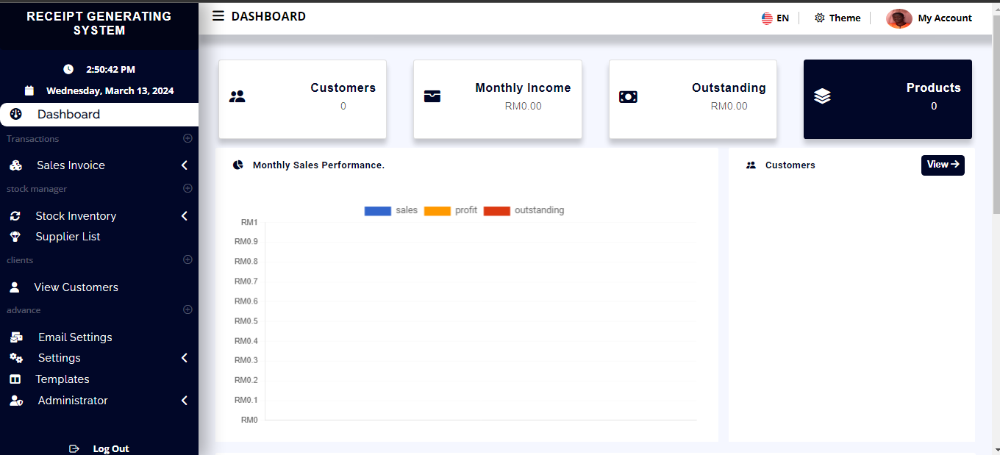 RECEIPT GENERATING
SYSTEM
2:50:42 PM
Wednesday, March 13, 2024
Dashboard
Transactions
Sales Invoice
stock manager
Stock Inventory
Supplier List
clients
View Customers
advance
Email Settings
Settings
Templates
Administrator
Log Out
DASHBOARD
EN
Theme
My Account
Customers
0
Monthly Income
RM0.00
Outstanding
RM0.00
Products
0
Monthly Sales Performance.
sales profit outstanding
RM1
RM0.9
RM0.8
RM0.7
RM0.6
RM0.5
RM0.4
RM0.3
RM0.2
RM0.1
RM0
Customers
View